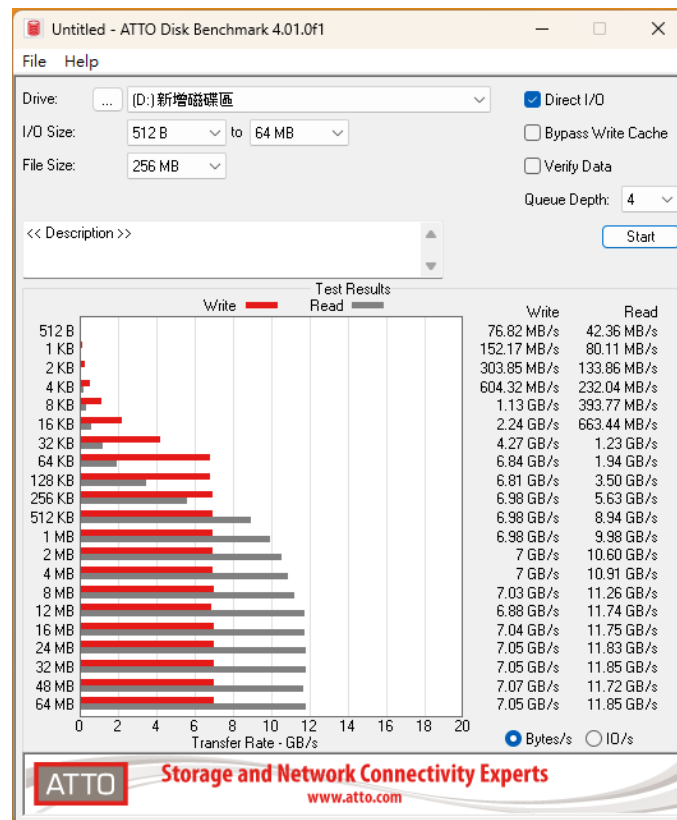 Untitled - ATTO Disk Benchmark 4.01.0f1
File Help
Drive: ... (D:)新增磁碟區 Direct I/O
I/O Size: 512 B to 64 MB Bypass Write Cache
File Size: 256 MB Verify Data
Queue Depth: 4
<< Description >> Start
Test Results
Write Read Write Read
512 B 76.82 MB/s 42.36 MB/s
1 KB 152.17 MB/s 80.11 MB/s
2 KB 303.85 MB/s 133.86 MB/s
4 KB 604.32 MB/s 232.04 MB/s
8 KB 1.13 GB/s 393.77 MB/s
16 KB 2.24 GB/s 663.44 MB/s
32 KB 4.27 GB/s 1.23 GB/s
64 KB 6.84 GB/s 1.94 GB/s
128 KB 6.81 GB/s 3.50 GB/s
256 KB 6.98 GB/s 5.63 GB/s
512 KB 6.98 GB/s 8.94 GB/s
1 MB 6.98 GB/s 9.98 GB/s
2 MB 7 GB/s 10.60 GB/s
4 MB 7 GB/s 10.91 GB/s
8 MB 7.03 GB/s 11.26 GB/s
12 MB 6.88 GB/s 11.74 GB/s
16 MB 7.04 GB/s 11.75 GB/s
24 MB 7.05 GB/s 11.83 GB/s
32 MB 7.05 GB/s 11.85 GB/s
48 MB 7.07 GB/s 11.72 GB/s
64 MB 7.05 GB/s 11.85 GB/s
0 2 4 6 8 10 12 14 16 18 20
Transfer Rate - GB/s Bytes/s IO/s
ATTO Storage and Network Connectivity Experts
www.atto.com